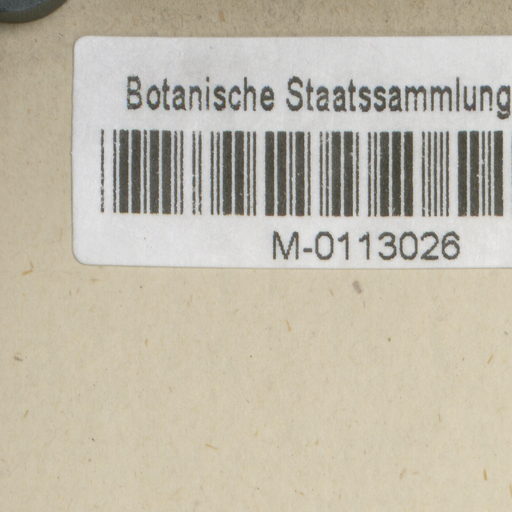 Botanische Staatssammlung
M-0113026